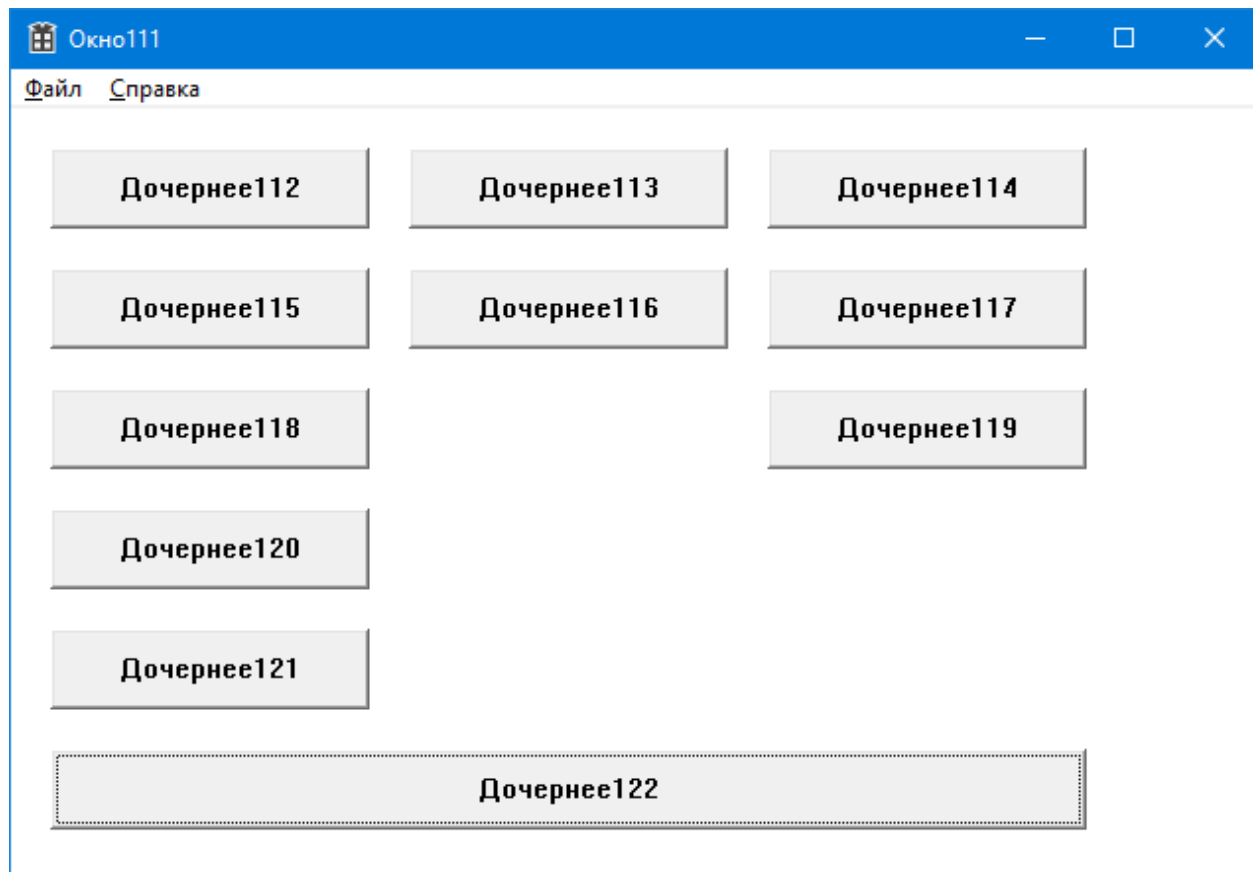 Окно111
Файл Справка
Дочернее112 Дочернее113 Дочернее114
Дочернее115 Дочернее116 Дочернее117
Дочернее118 Дочернее119
Дочернее120
Дочернее121
Дочернее122